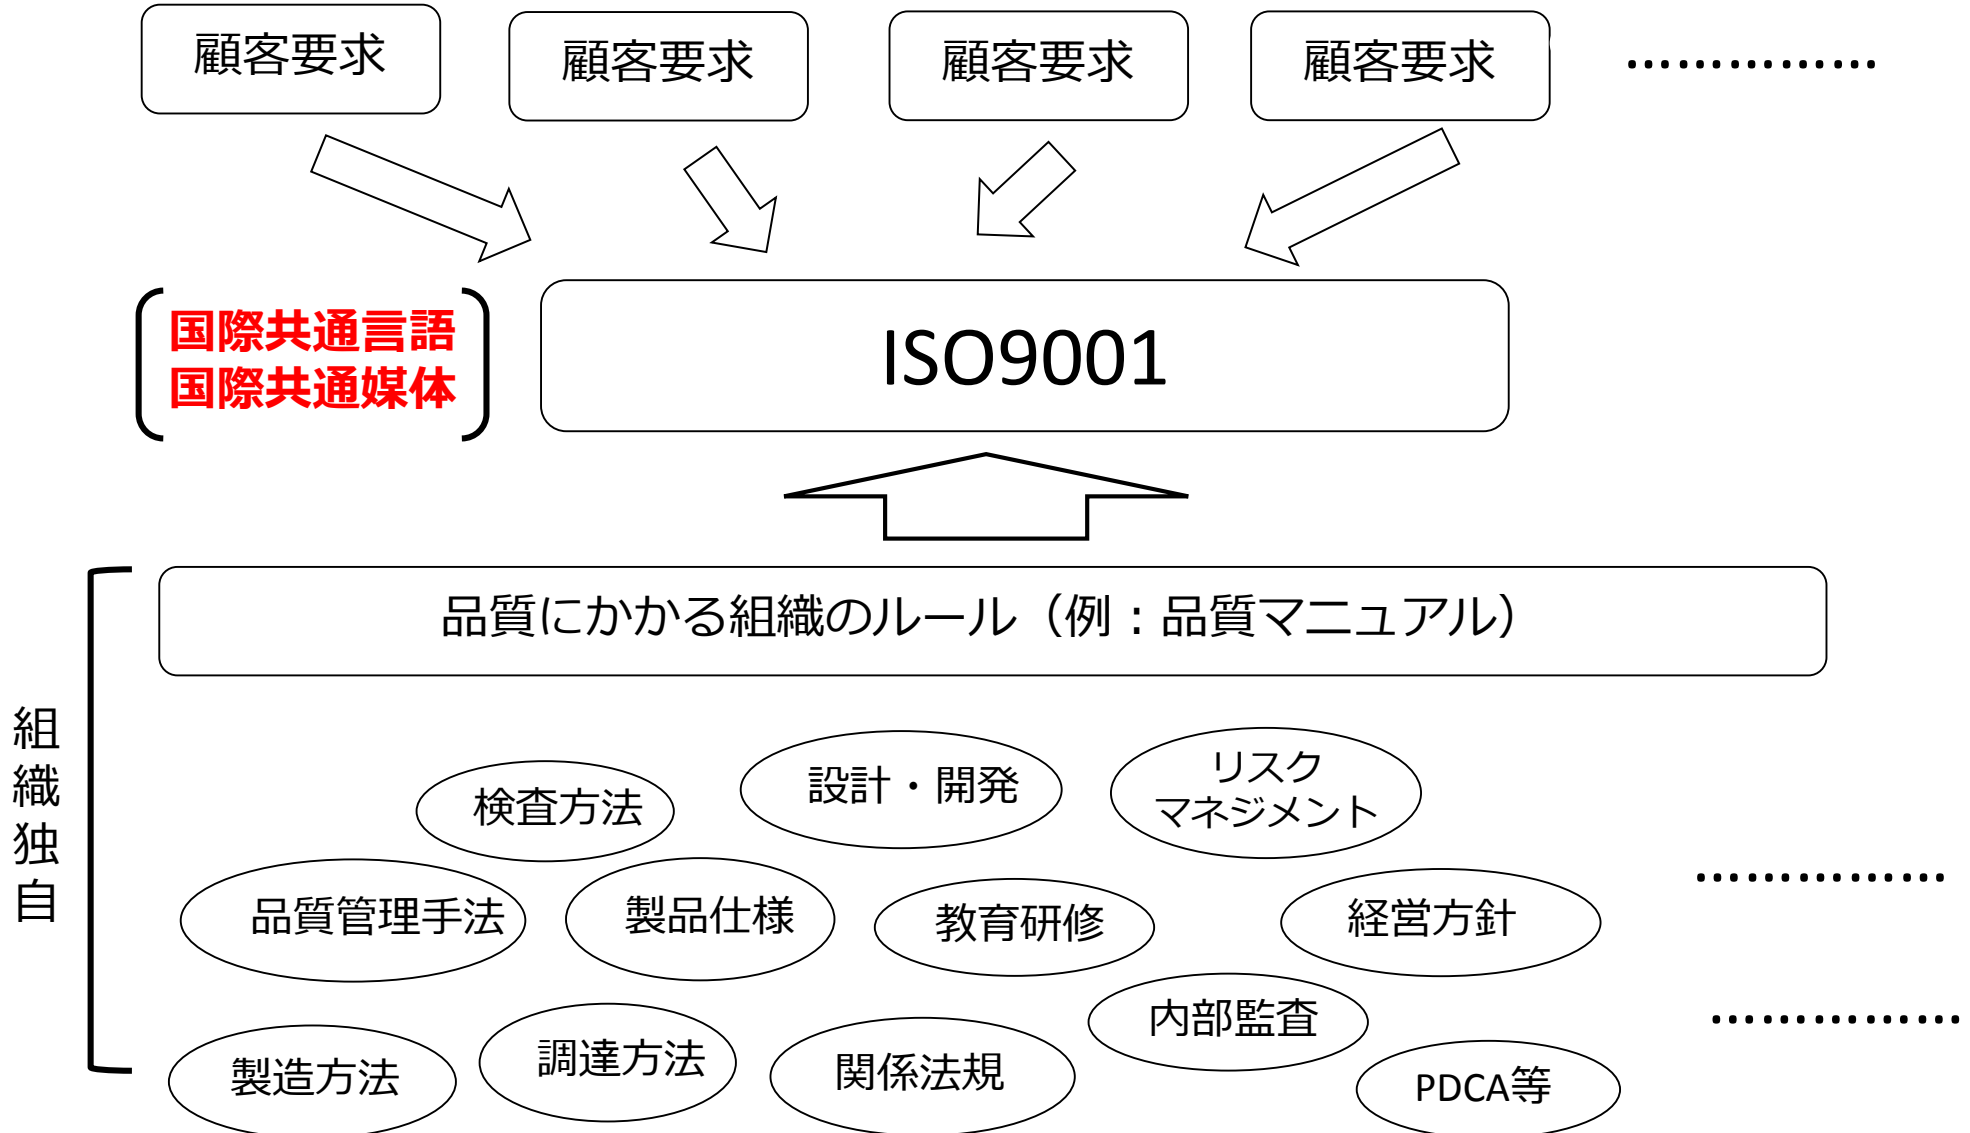 顧客要求
顧客要求
顧客要求
顧客要求
…………
国際共通言語
国際共通媒体
ISO9001
品質にかかる組織のルール（例：品質マニュアル）
組織独自
検査方法
設計・開発
リスク
マネジメント
品質管理手法
製品仕様
教育研修
経営方針
…………
製造方法
調達方法
関係法規
内部監査
PDCA等
…………